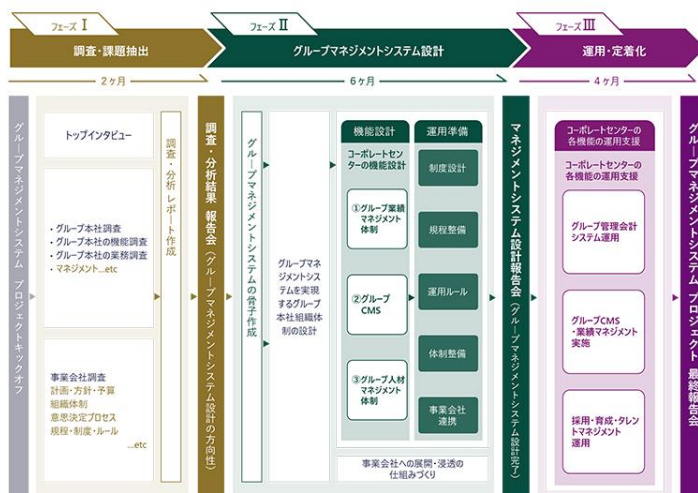 フェーズ I
調査・課題抽出
2ヶ月
フェーズ II
グループマネジメントシステム設計
6ヶ月
フェーズ III
運用・定着化
4ヶ月
グループマネジメントシステム プロジェクトキックオフ
トップインタビュー
・グループ本社調査
・グループ本社の機能調査
・グループ本社の業務調査
・マネジメント...etc
事業会社調査
計画・方針・予算
組織体制
意思決定プロセス
規程・制度・ルール
...etc
調査・分析 レポート作成
調査・分析結果 報告会(グループマネジメントシステム設計の方向性)
グループマネジメントシステムの骨子作成
グループマネ
ジメントシステ
ムを実現
するグループ
本社組織体
制の設計
機能設計
コーポレートセン
ターの機能設計
①グループ業績
マネジメント
体制
②グループ
CMS
③グループ人材
マネジメント
体制
運用準備
制度設計
規程整備
運用ルール
体制整備
事業会社
連携
事業会社への展開・浸透の
仕組みづくり
マネジメントシステム設計報告会(グループマネジメントシステム設計完了)
コーポレートセンターの
各機能の運用支援
コーポレートセンターの
各機能の運用支援
グループ管理会計
システム運用
グループCMS
・業績マネジメント
実施
採用・育成・タレン
トマネジメント
運用
グループマネジメントシステム プロジェクト 最終報告会